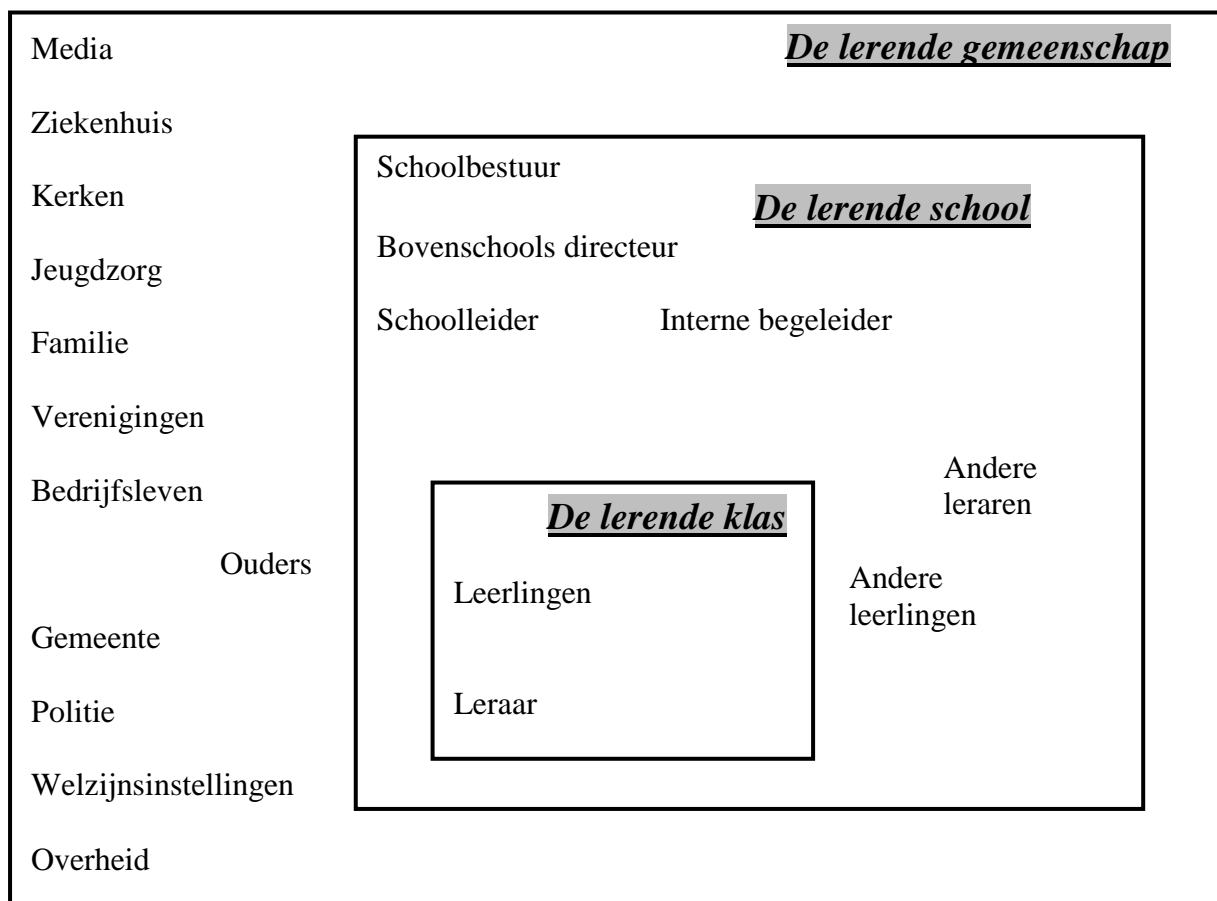 Media
De lerende gemeenschap
Ziekenhuis
Schoolbestuur
Kerken
De lerende school
Bovenschools directeur
Jeugdzorg
Schoolleider
Interne begeleider
Familie
Verenigingen
Andere
leraren
Bedrijfsleven
De lerende klas
Ouders
Leerlingen
Andere
leerlingen
Gemeente
Leraar
Politie
Welzijnsinstellingen
Overheid